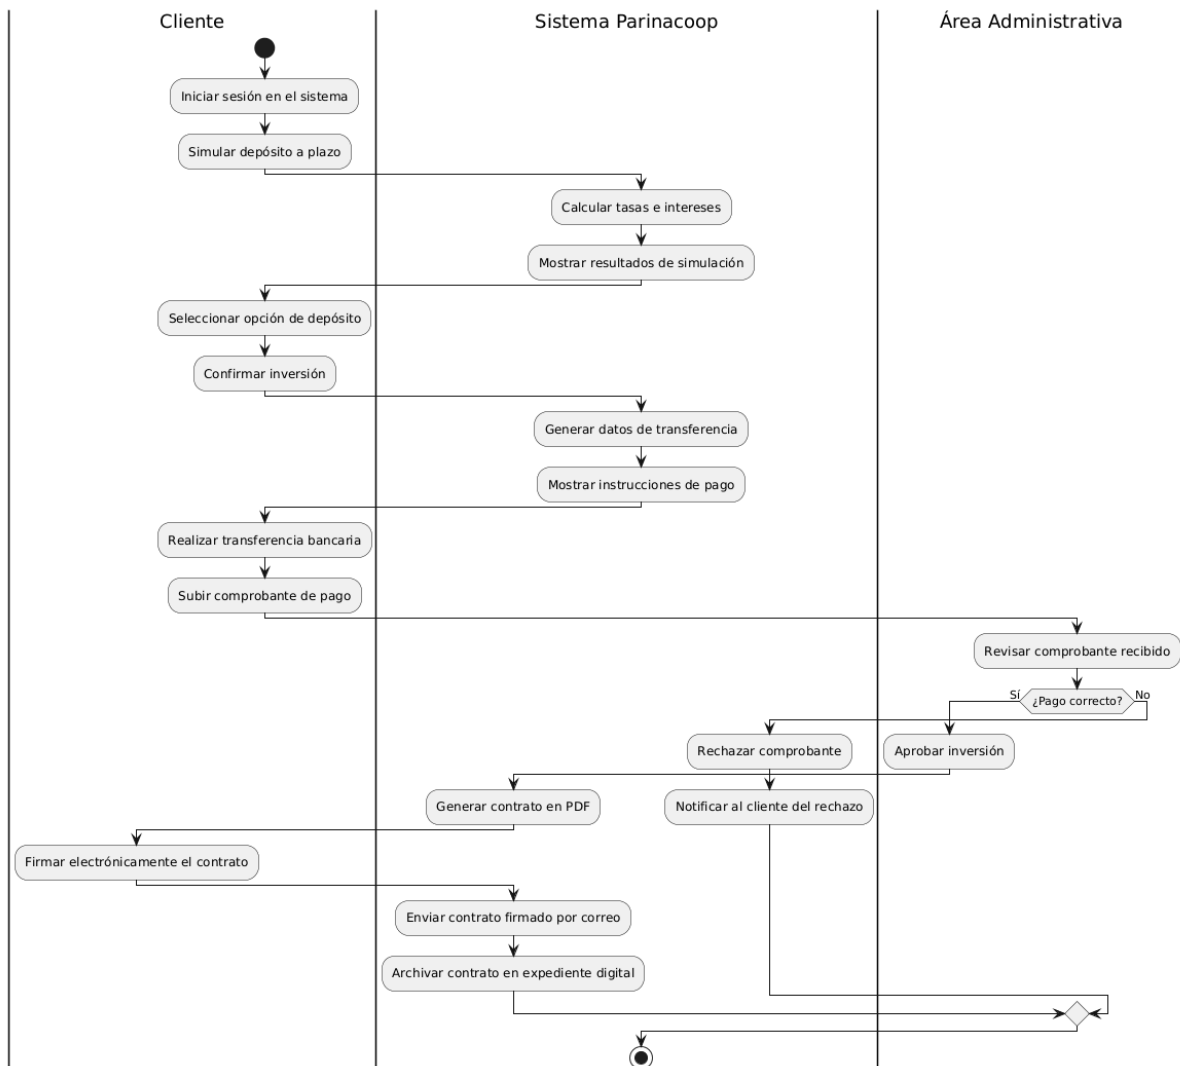 Cliente
Sistema Parinacoop
Área Administrativa
Iniciar sesión en el sistema
Simular depósito a plazo
Calcular tasas e intereses
Mostrar resultados de simulación
Seleccionar opción de depósito
Confirmar inversión
Generar datos de transferencia
Mostrar instrucciones de pago
Realizar transferencia bancaria
Subir comprobante de pago
Revisar comprobante recibido
Sí
¿Pago correcto?
No
Rechazar comprobante
Aprobar inversión
Generar contrato en PDF
Notificar al cliente del rechazo
Firmar electrónicamente el contrato
Enviar contrato firmado por correo
Archivar contrato en expediente digital